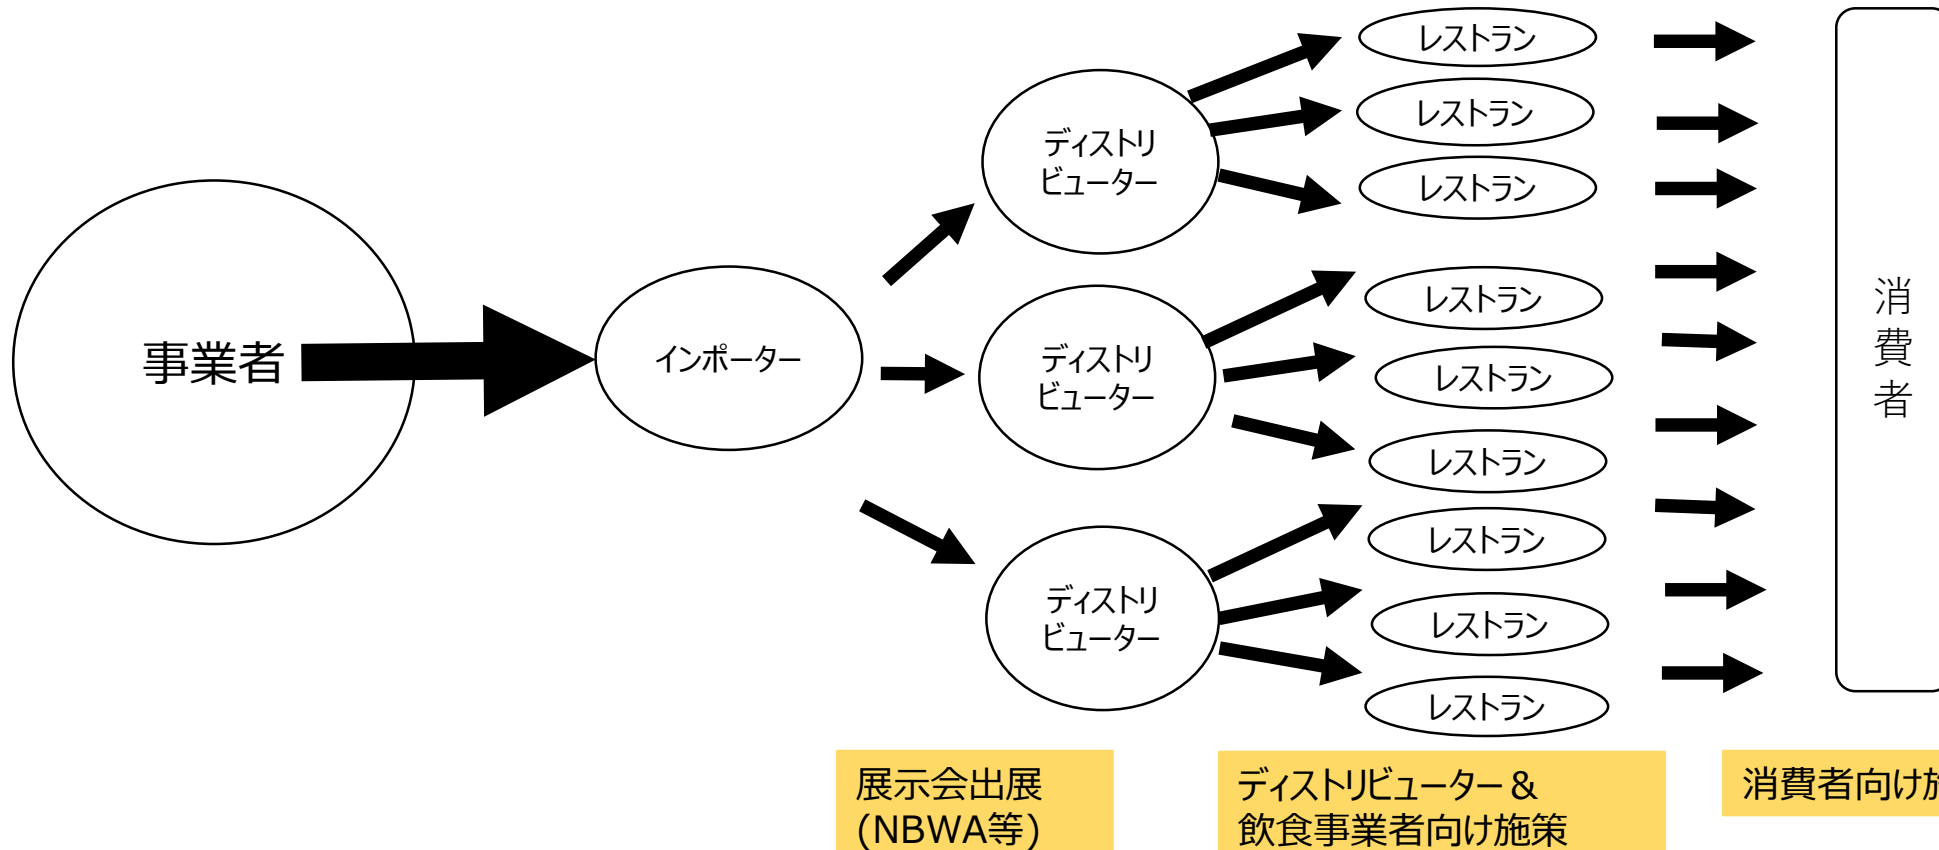 事業者
インポーター
ディストリ
ビューター
ディストリ
ビューター
ディストリ
ビューター
レストラン
レストラン
レストラン
レストラン
レストラン
レストラン
レストラン
レストラン
レストラン
消費者
展示会出展
(NBWA等)
ディストリビューター&
飲食事業者向け施策
消費者向け施